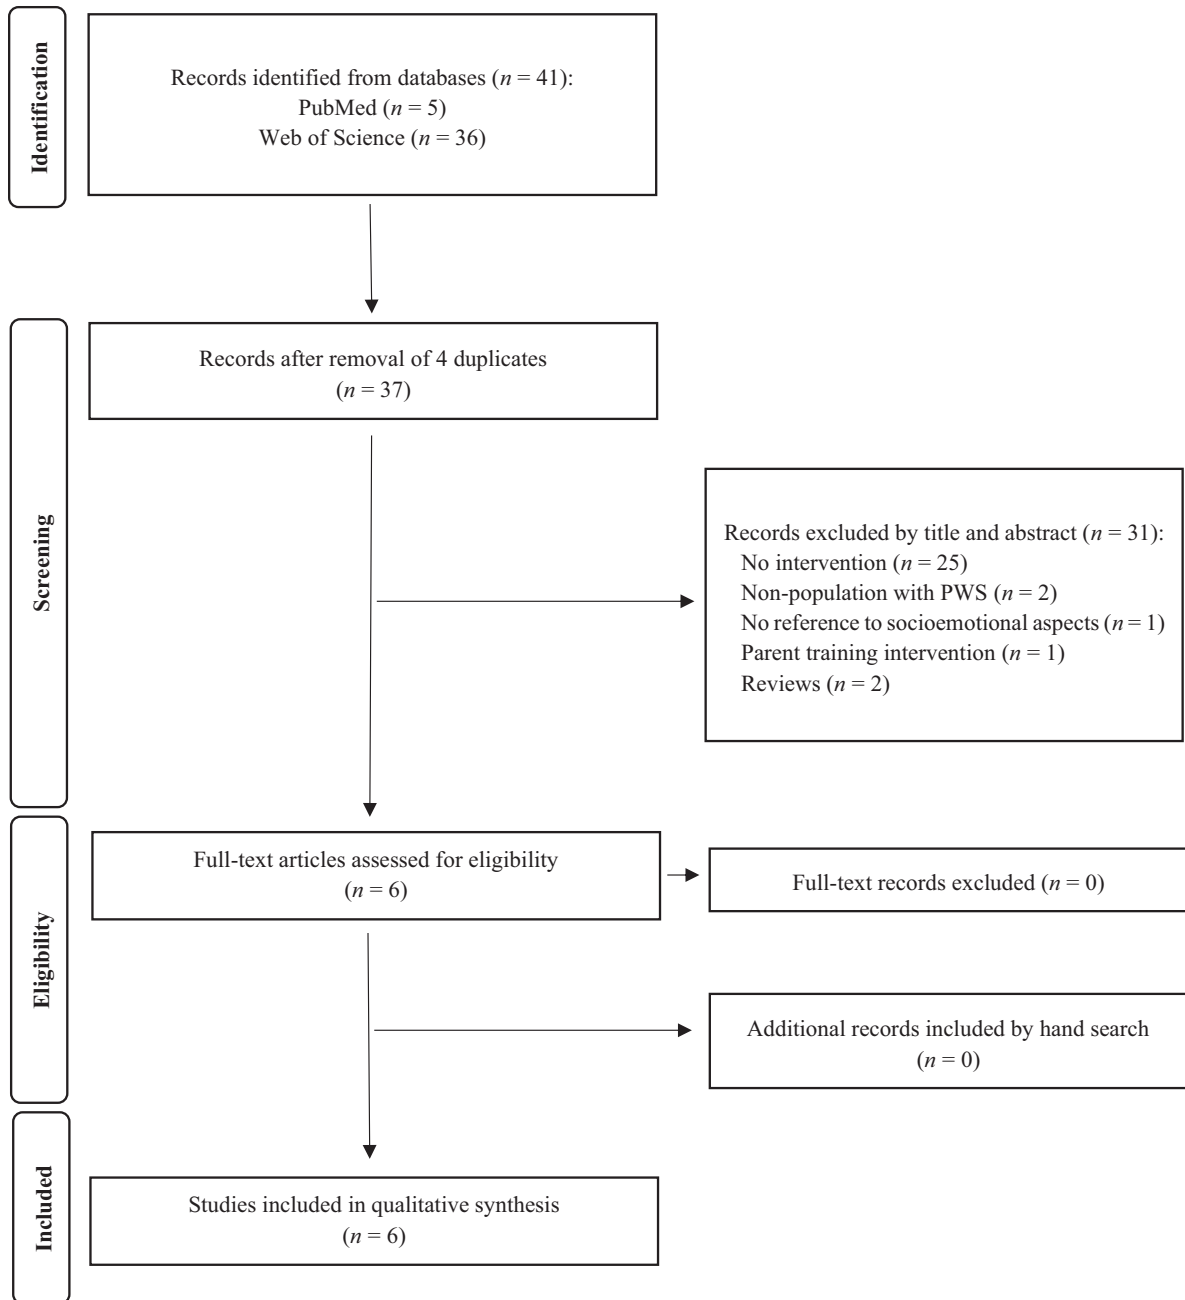 Identification
Records identified from databases (n = 41):
PubMed (n = 5)
Web of Science (n = 36)
Screening
Records after removal of 4 duplicates
(n = 37)
Records excluded by title and abstract (n = 31):
No intervention (n = 25)
Non-population with PWS (n = 2)
No reference to socioemotional aspects (n = 1)
Parent training intervention (n = 1)
Reviews (n = 2)
Eligibility
Full-text articles assessed for eligibility
(n = 6)
Full-text records excluded (n = 0)
Additional records included by hand search
(n = 0)
Included
Studies included in qualitative synthesis
(n = 6)